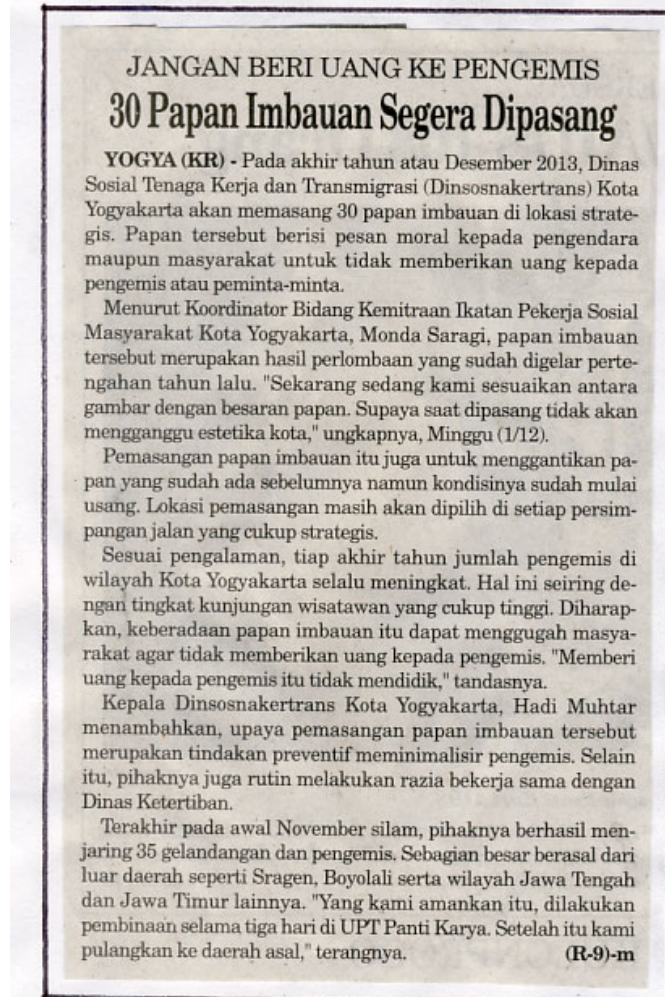 JANGAN BERI UANG KE PENGEMIS
30 Papan Imbauan Segera Dipasang
YOGYA (KR) - Pada akhir tahun atau Desember 2013, Dinas
Sosial Tenaga Kerja dan Transmigrasi (Dinsosnakertrans) Kota
Yogyakarta akan memasang 30 papan imbauan di lokasi strate-
gis. Papan tersebut berisi pesan moral kepada pengendara
maupun masyarakat untuk tidak memberikan uang kepada
pengemis atau peminta-minta.
Menurut Koordinator Bidang Kemitraan Ikatan Pekerja Sosial
Masyarakat Kota Yogyakarta, Monda Saragi, papan imbauan
tersebut merupakan hasil perlombaan yang sudah digelar perte-
ngahan tahun lalu. "Sekarang sedang kami sesuaikan antara
gambar dengan besaran papan. Supaya saat dipasang tidak akan
mengganggu estetika kota," ungkapnya, Minggu (1/12).
Pemasangan papan imbauan itu juga untuk menggantikan pa-
pan yang sudah ada sebelumnya namun kondisinya sudah mulai
usang. Lokasi pemasangan masih akan dipilih di setiap persim-
pangan jalan yang cukup strategis.
Sesuai pengalaman, tiap akhir tahun jumlah pengemis di
wilayah Kota Yogyakarta selalu meningkat. Hal ini seiring de-
ngan tingkat kunjungan wisatawan yang cukup tinggi. Diharap-
kan, keberadaan papan imbauan itu dapat menggugah masya-
rakat agar tidak memberikan uang kepada pengemis. "Memberi
uang kepada pengemis itu tidak mendidik," tandasnya.
Kepala Dinsosnakertrans Kota Yogyakarta, Hadi Muhtar
menambahkan, upaya pemasangan papan imbauan tersebut
merupakan tindakan preventif meminimalisir pengemis. Selain
itu, pihaknya juga rutin melakukan razia bekerja sama dengan
Dinas Ketertiban.
Terakhir pada awal November silam, pihaknya berhasil men-
jaring 35 gelandangan dan pengemis. Sebagian besar berasal dari
luar daerah seperti Sragen, Boyolali serta wilayah Jawa Tengah
dan Jawa Timur lainnya. "Yang kami amankan itu, dilakukan
pembinaan selama tiga hari di UPT Panti Karya. Setelah itu kami
pulangkan ke daerah asal," terangnya. (R-9)-m